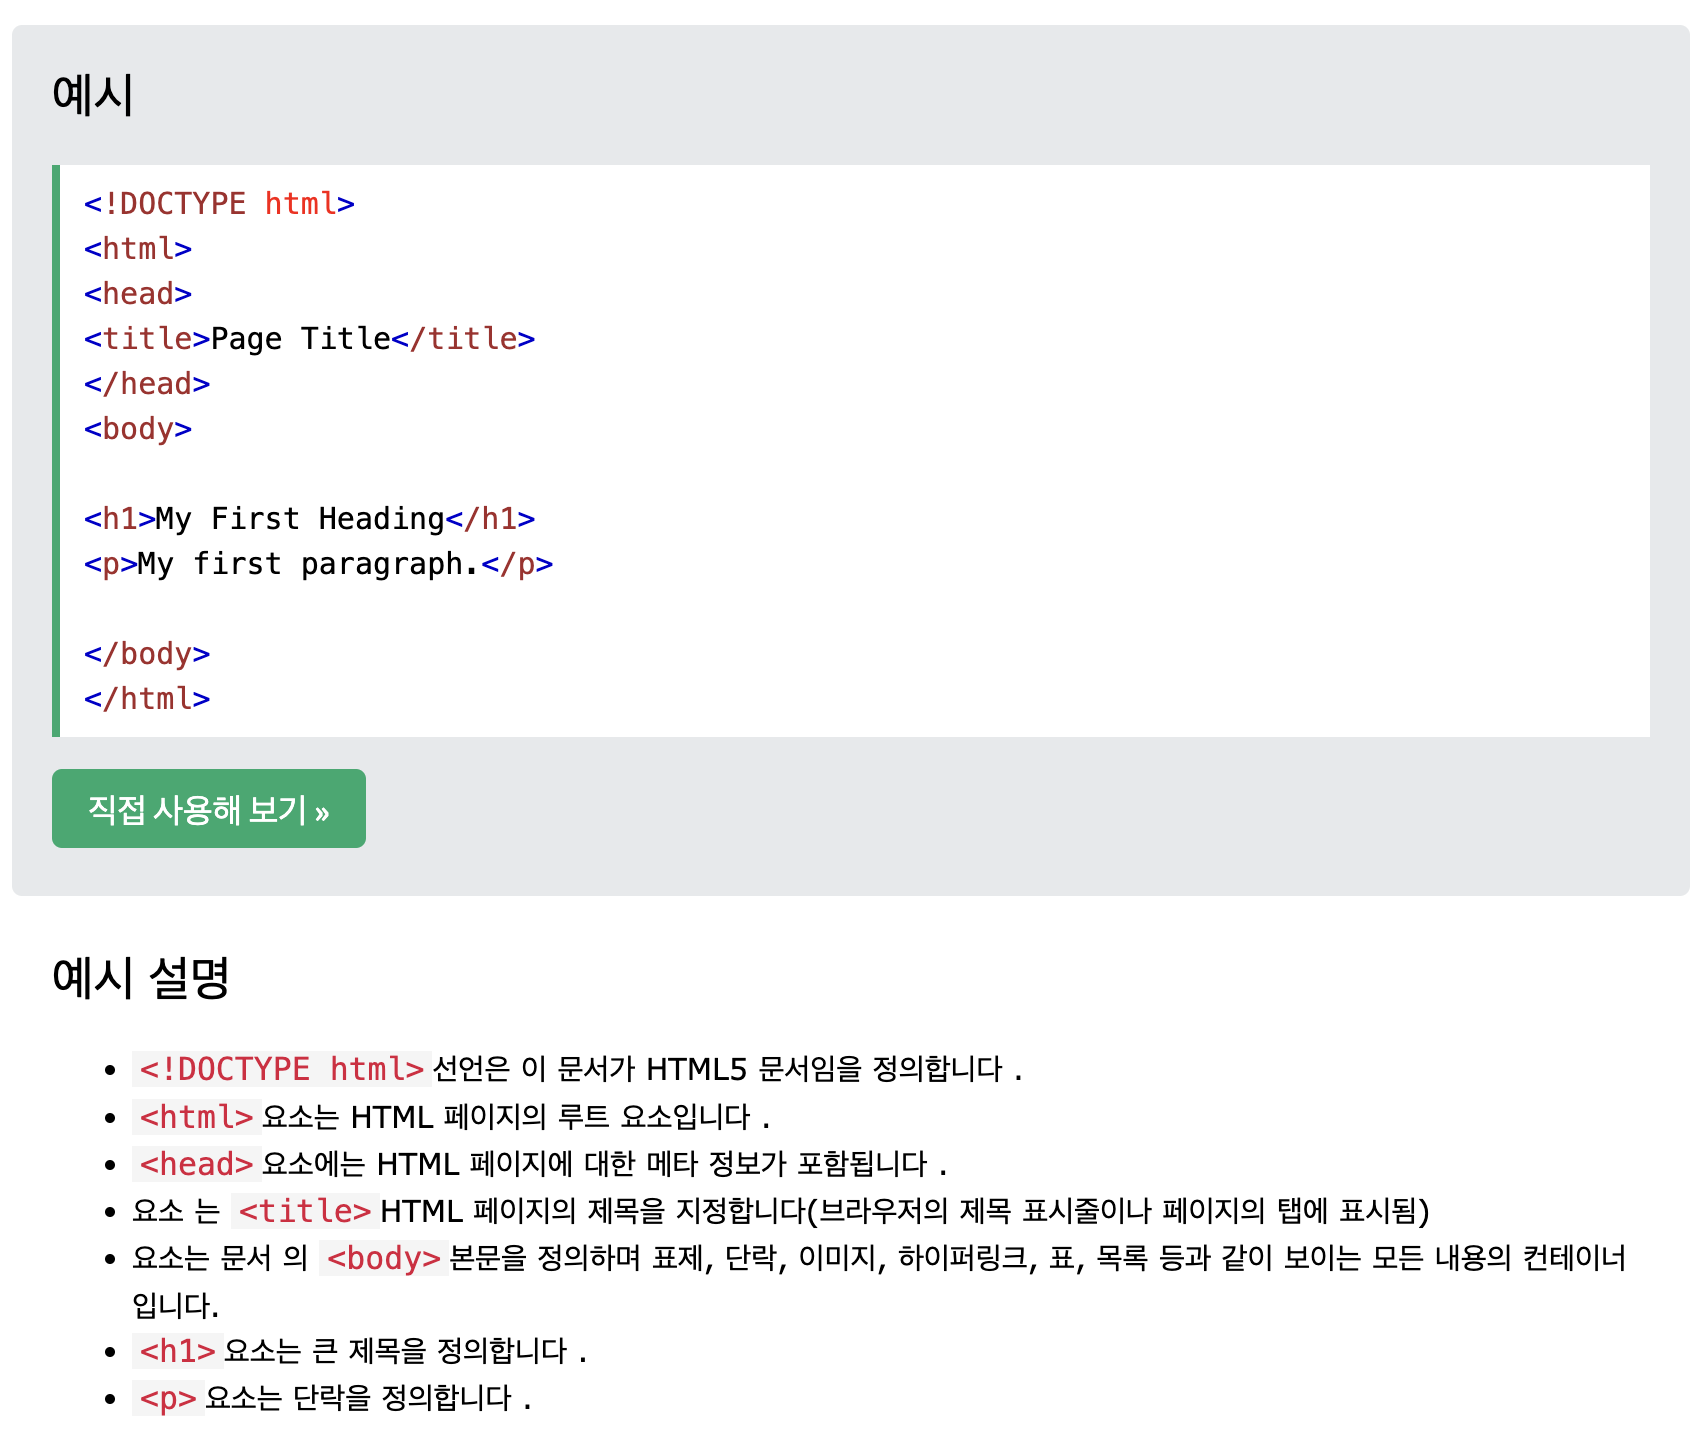 예시
<!DOCTYPE html>
<html>
<head>
<title>Page Title</title>
</head>
<body>
<h1>My First Heading</h1>
<p>My first paragraph.</p>
</body>
</html>
직접 사용해 보기 »
예시 설명
• <!DOCTYPE html> 선언은 이 문서가 HTML5 문서임을 정의합니다 .
• <html> 요소는 HTML 페이지의 루트 요소입니다 .
• <head> 요소에는 HTML 페이지에 대한 메타 정보가 포함됩니다 .
• 요소 는 <title> HTML 페이지의 제목을 지정합니다(브라우저의 제목 표시줄이나 페이지의 탭에 표시됨)
• 요소는 문서 의 <body> 본문을 정의하며 표제, 단락, 이미지, 하이퍼링크, 표, 목록 등과 같이 보이는 모든 내용의 컨테이너
입니다.
• <h1> 요소는 큰 제목을 정의합니다 .
• <p> 요소는 단락을 정의합니다 .